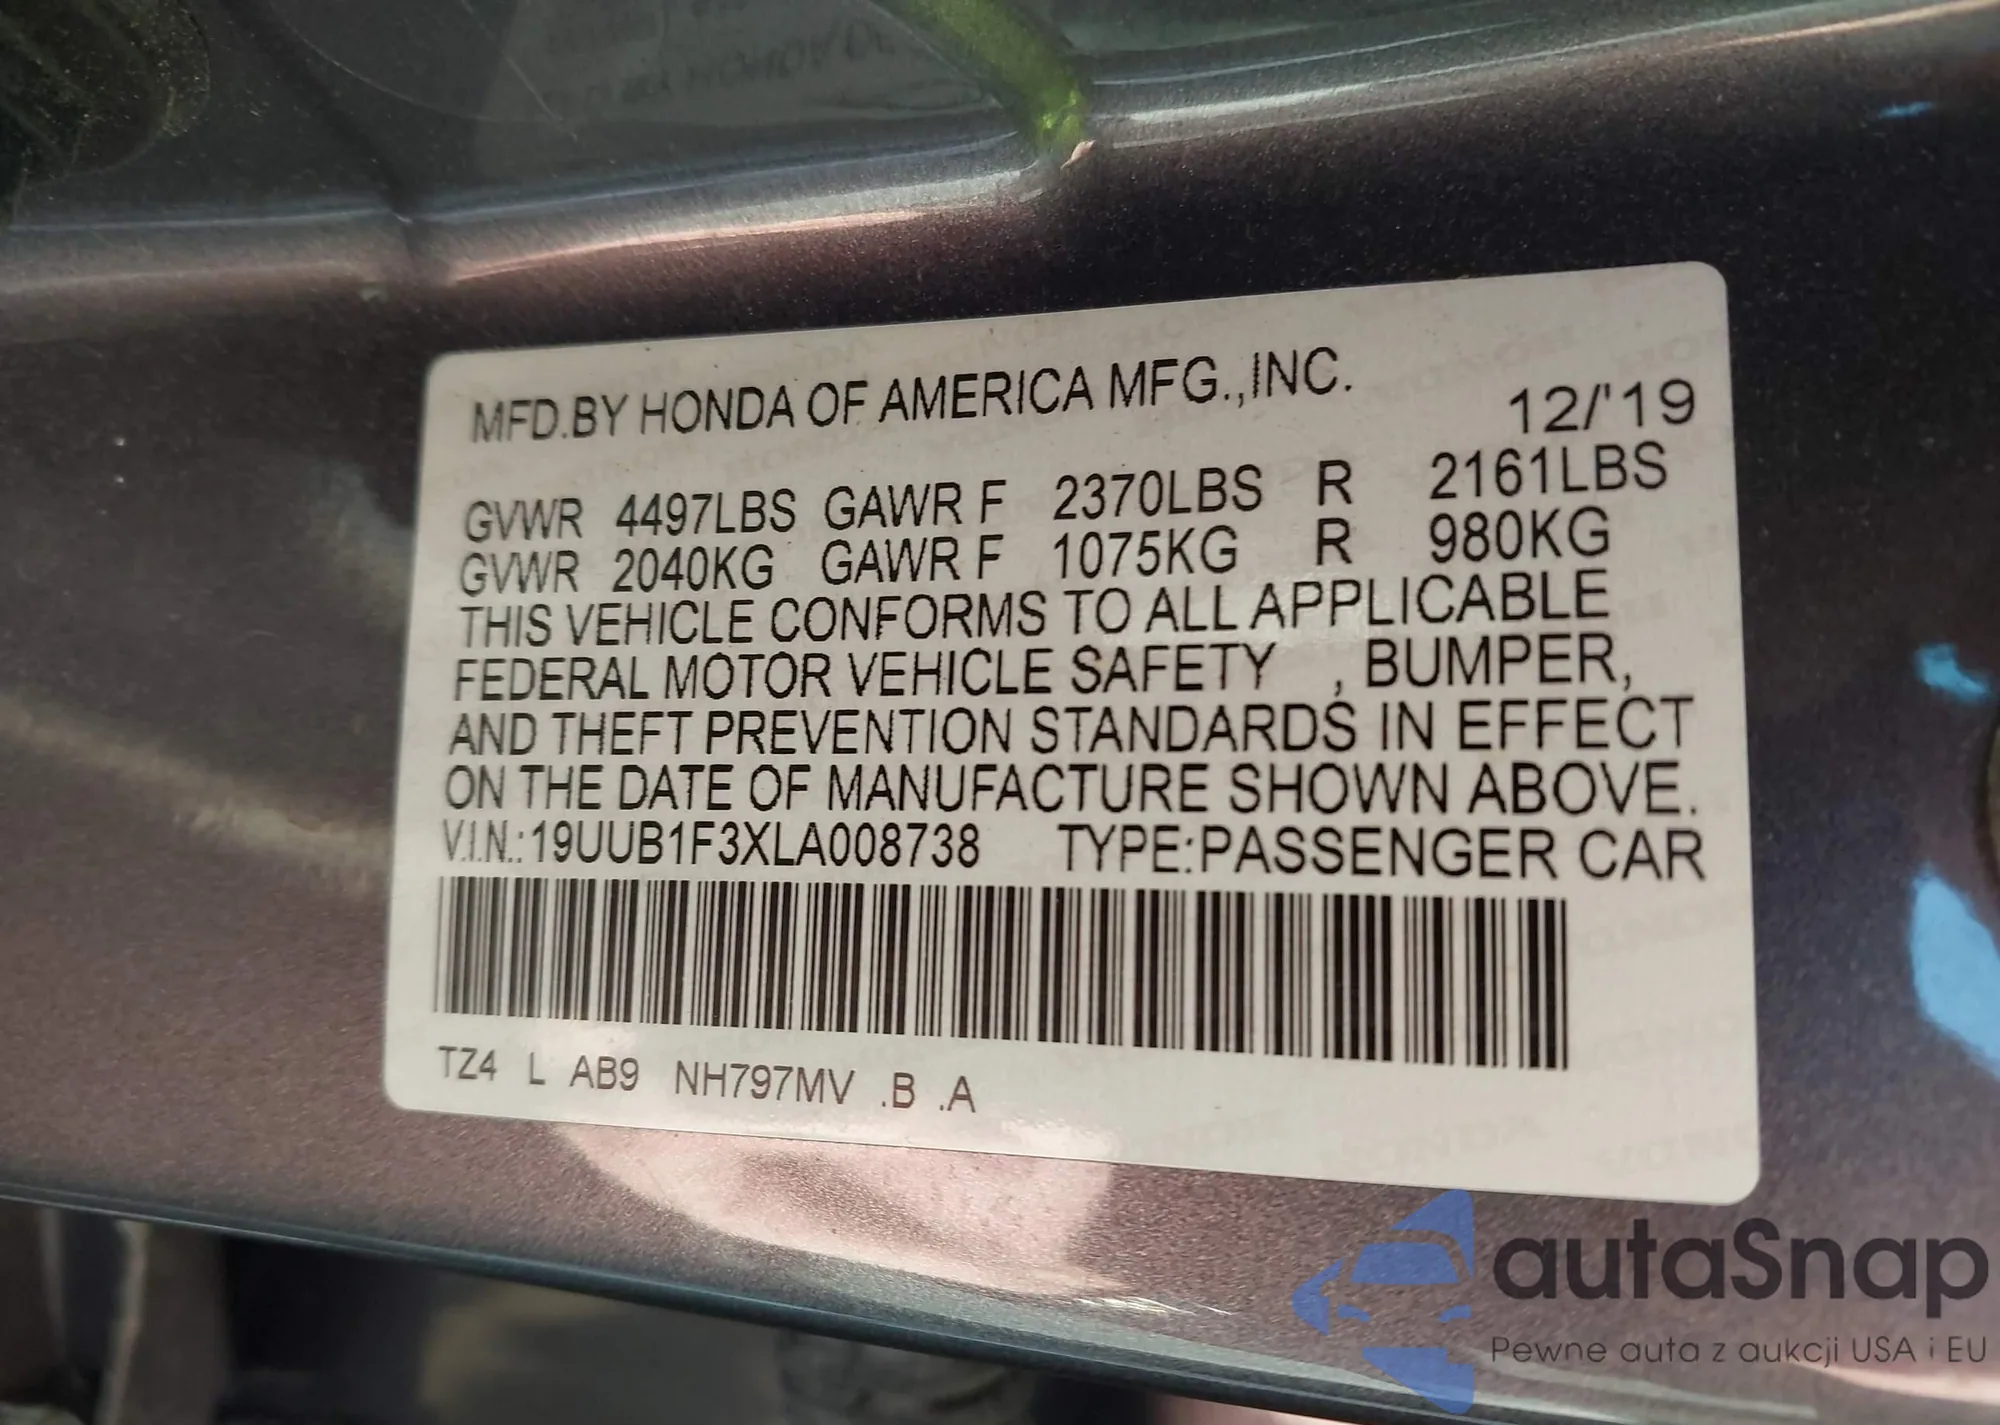 MFD.BY HONDA OF AMERICA MFG.,INC.
12/'19
GVWR 4497LBS GAWR F 2370LBS R 2161LBS
GVWR 2040KG GAWR F 1075KG R 980KG
THIS VEHICLE CONFORMS TO ALL APPLICABLE
FEDERAL MOTOR VEHICLE SAFETY , BUMPER,
AND THEFT PREVENTION STANDARDS IN EFFECT
ON THE DATE OF MANUFACTURE SHOWN ABOVE.
V.I.N.:19UUB1F3XLA008738 TYPE:PASSENGER CAR
TZ4 L AB9 NH797MV .B .A
autaSnap
Pewne auta z aukcji USA i EU